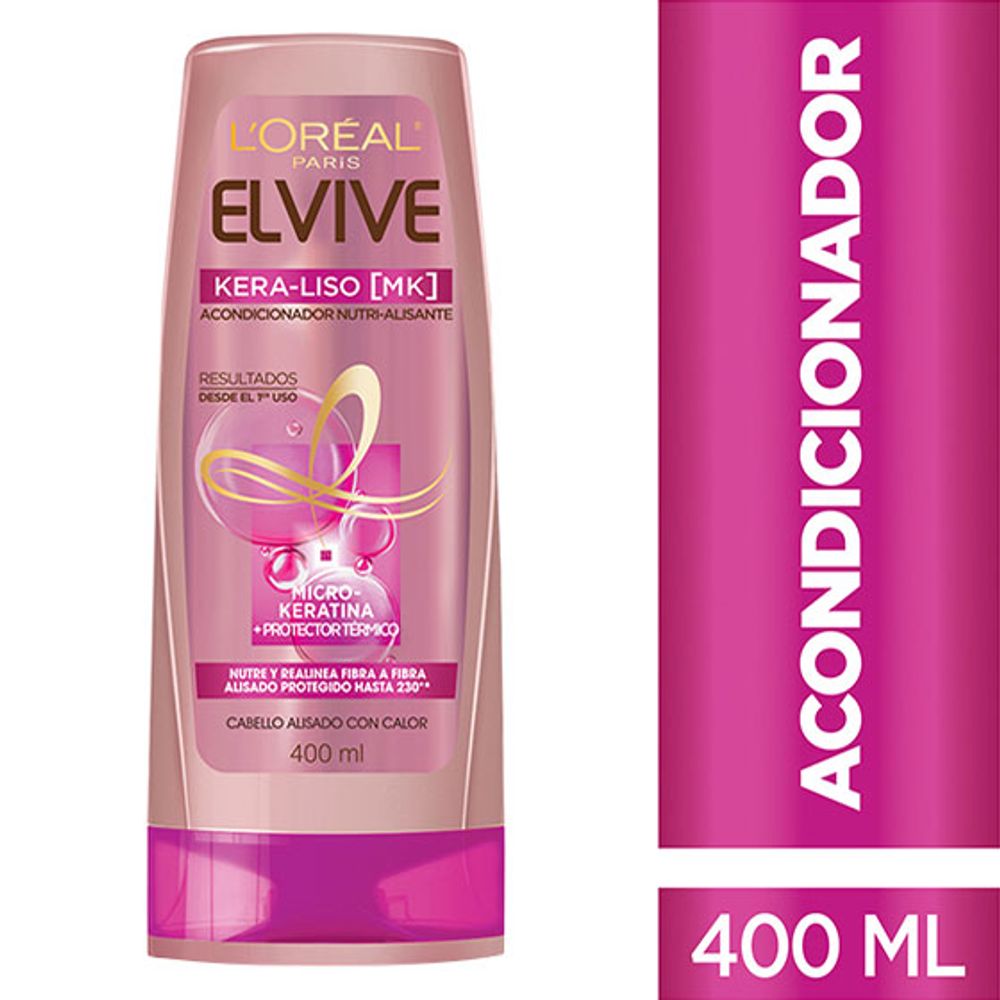 L'ORÉAL
PARIS
ELVIVE
KERA-LISO [MK]
ACONDICIONADOR NUTRI-ALISANTE
RESULTADOS
DESDE EL 1ER USO
MICRO-
KERATINA
+ PROTECTOR TÉRMICO
NUTRE Y REALINEA FIBRA A FIBRA
ALISADO PROTEGIDO HASTA 230°*
CABELLO ALISADO CON CALOR
400 ml
ACONDICIONADOR
400 ML